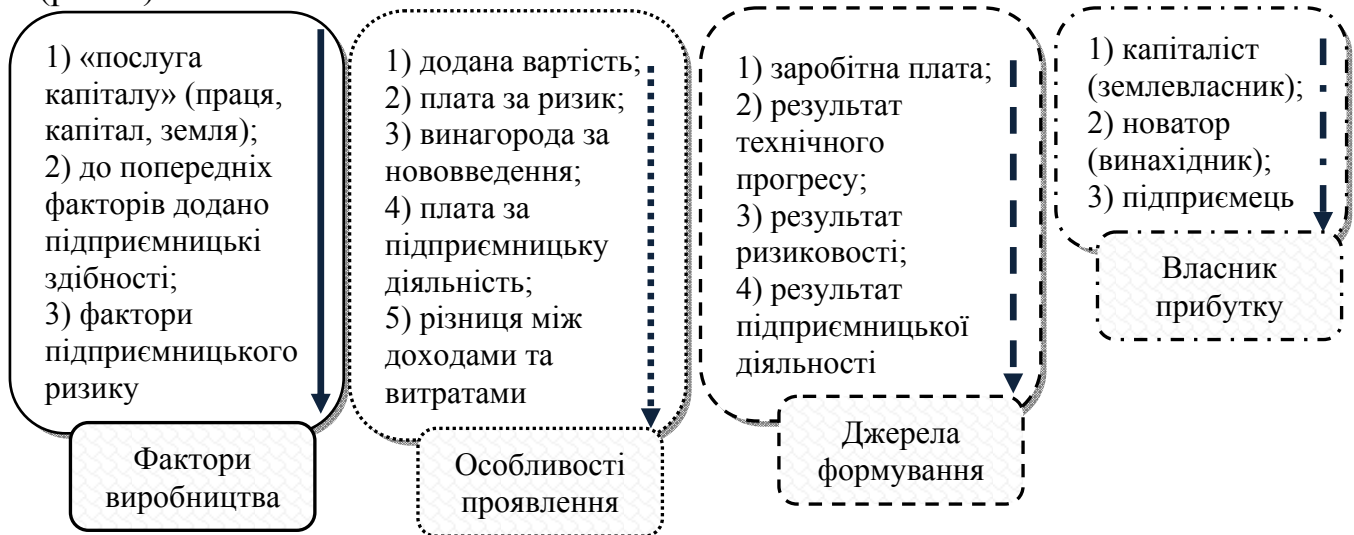 1) «послуга
капіталу» (праця,
капітал, земля);
2) до попередніх
факторів додано
підприємницькі
здібності;
3) фактори
підприємницького
ризику
Фактори
виробництва
1) додана вартість;
2) плата за ризик;
3) винагорода за
нововведення;
4) плата за
підприємницьку
діяльність;
5) різниця між
доходами та
витратами
Особливості
проявлення
1) заробітна плата;
2) результат
технічного
прогресу;
3) результат
ризиковості;
4) результат
підприємницької
діяльності
Джерела
формування
1) капіталіст
(землевласник);
2) новатор
(винахідник);
3) підприємець
Власник
прибутку